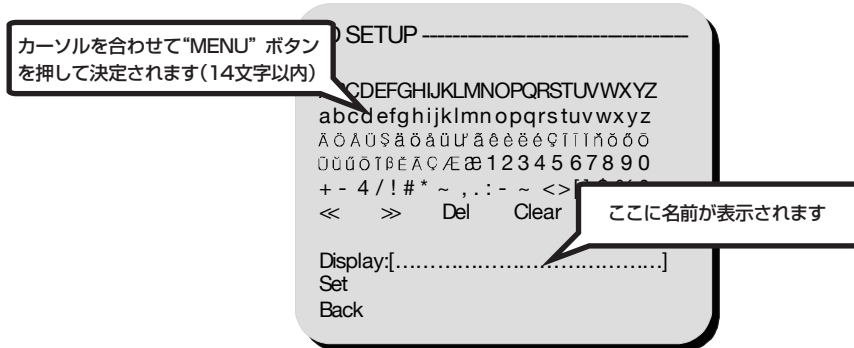 SETUP
カーソルを合わせて“MENU”ボタン
を押して決定されます(14文字以内)
CDEFGHIJKLMNOPQRSTUVWXYZ
abcdefghijklmnopqrstuvwxyz
1234567890
+ - 4 / ! # * ~ , . : - ~ < > [
≪ ≫ Del Clear
ここに名前が表示されます
Display:[.......................................]
Set
Back